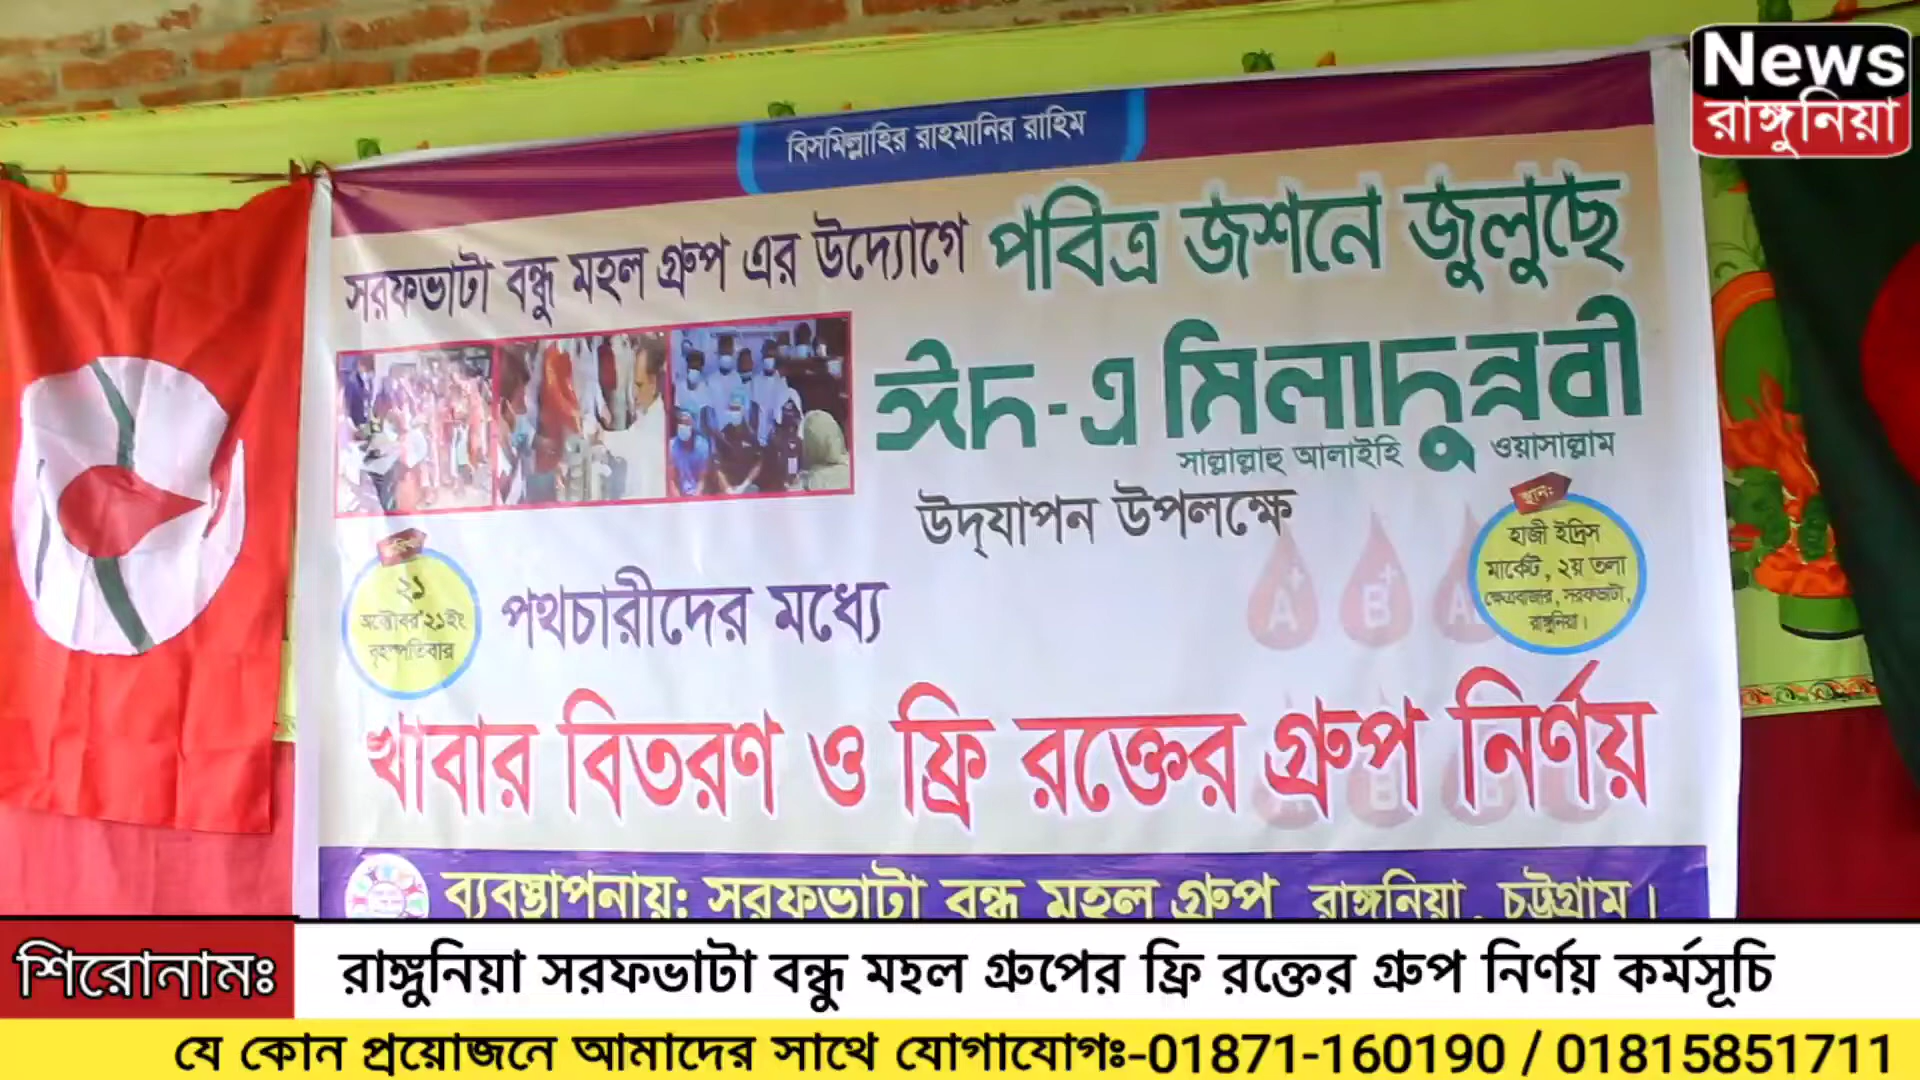 News
রাঙ্গুনিয়া
বিসমিল্লাহির রাহমানির রাহিম
সরফভাটা বন্ধু মহল গ্রুপ এর উদ্যোগে পবিত্র জশনে জুলুছে
ঈদ-এ মিলাদুন্নবী
সাল্লাল্লাহু আলাইহি ওয়াসাল্লাম
উদ্‌যাপন উপলক্ষে
স্থান:
হাজী ইদ্রিস
মার্কেট, ২য় তলা
ক্ষেত্রবাজার, সরফভাটা,
রাঙ্গুনিয়া।
২১
অক্টোবর'২১ইং
বৃহস্পতিবার
পথচারীদের মধ্যে
A+ B+
খাবার বিতরণ ও ফ্রি রক্তের গ্রুপ নির্ণয়
ব্যবস্থাপনায়: সরফভাটা বন্ধু মহল গ্রুপ রাঙ্গুনিয়া, চট্টগ্রাম।
শিরোনামঃ রাঙ্গুনিয়া সরফভাটা বন্ধু মহল গ্রুপের ফ্রি রক্তের গ্রুপ নির্ণয় কর্মসূচি
যে কোন প্রয়োজনে আমাদের সাথে যোগাযোগঃ-01871-160190 / 01815851711